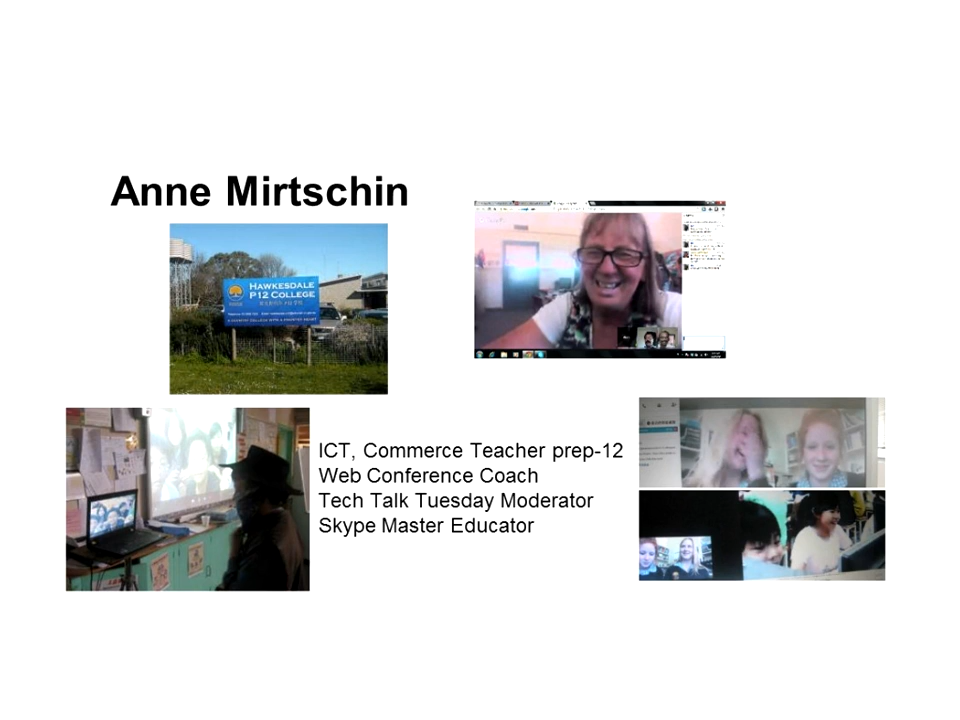 Anne Mirtschin
HAWKESDALE
P12 COLLEGE
ICT, Commerce Teacher prep-12
Web Conference Coach
Tech Talk Tuesday Moderator
Skype Master Educator